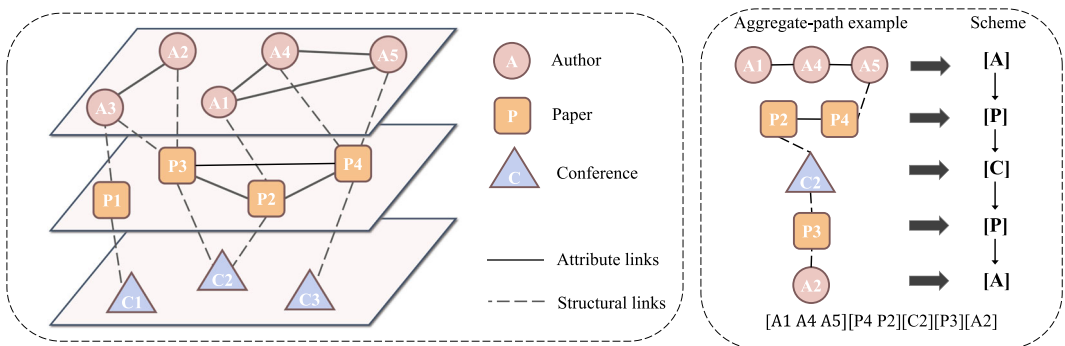 A2
A4
A5
A3
A1
P3
P4
P1
P2
C1
C2
C3
A
Author
P
Paper
C
Conference
Attribute links
Structural links
Aggregate-path example
Scheme
A1 A4 A5 [A]
P2 P4 [P]
C2 [C]
P3 [P]
A2 [A]
[A1 A4 A5][P4 P2][C2][P3][A2]